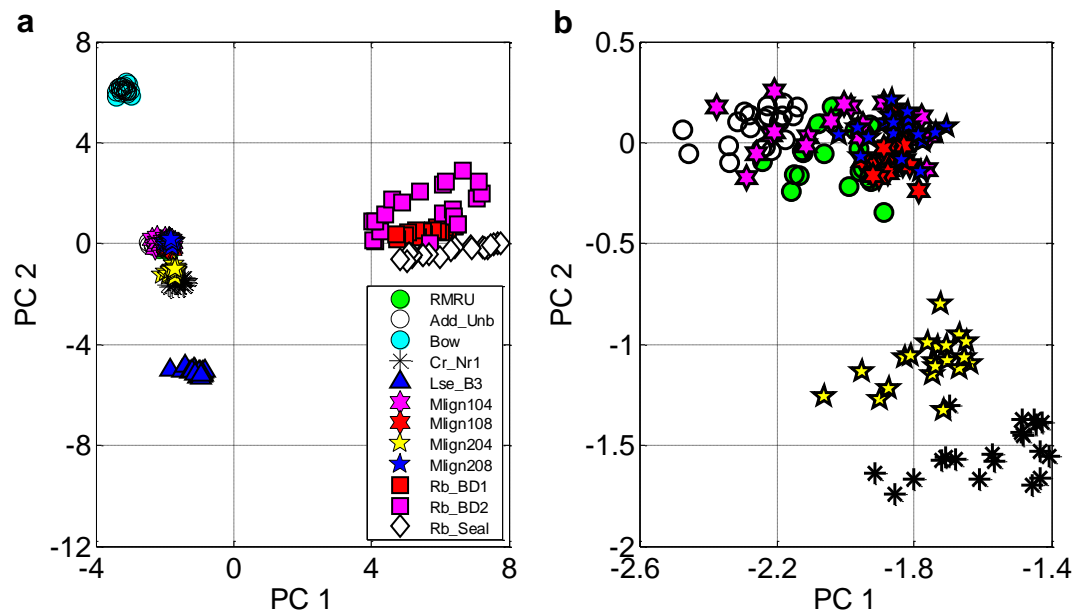 a
8
4
0
-4
-8
-12
PC 2
-4
0
4
8
PC 1
RMRU
Add_Unb
Bow
Cr_Nr1
Lse_B3
Mlign104
Mlign108
Mlign204
Mlign208
Rb_BD1
Rb_BD2
Rb_Seal
b
0.5
0
-0.5
-1
-1.5
-2
PC 2
-2.6
-2.2
-1.8
-1.4
PC 1